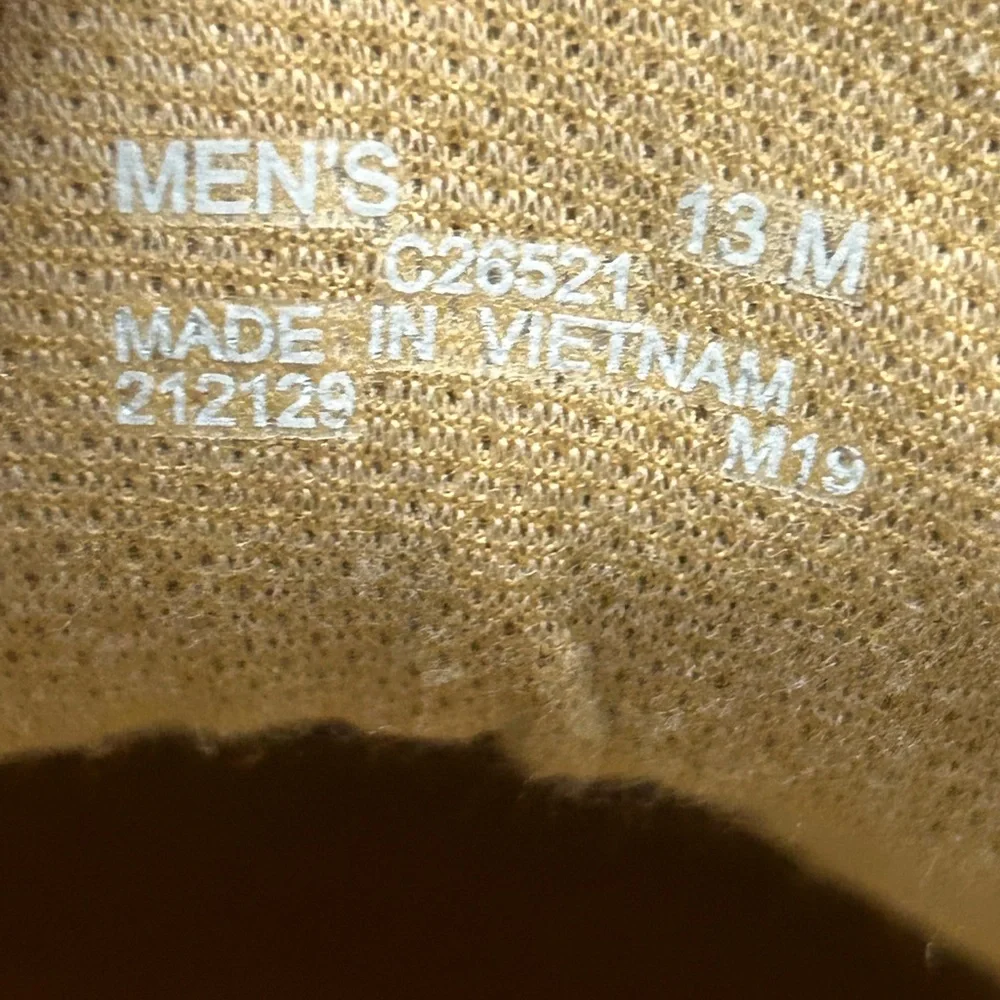 MEN'S 13 M
C26521
MADE IN VIETNAM
212129 M19